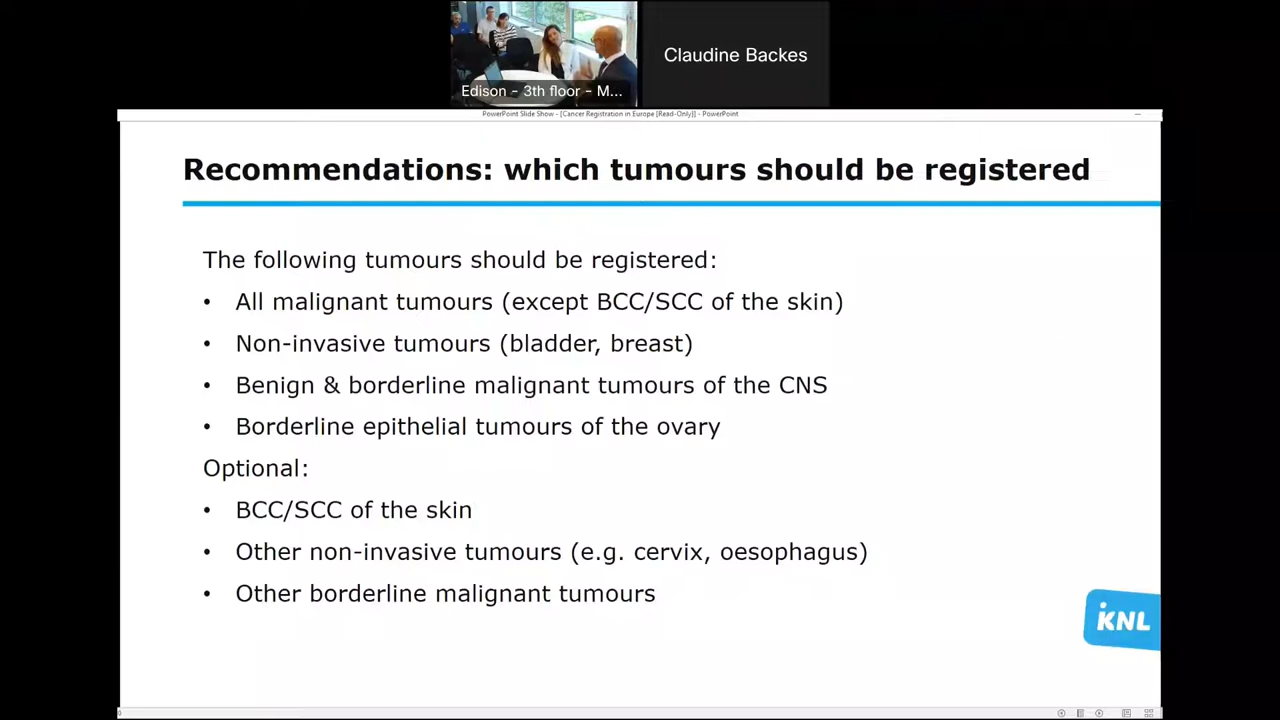 Edison - 3th floor - M...
Claudine Backes
PowerPoint Slide Show - [Cancer Registration in Europe [Read-Only]] - PowerPoint
Recommendations: which tumours should be registered
The following tumours should be registered:
• All malignant tumours (except BCC/SCC of the skin)
• Non-invasive tumours (bladder, breast)
• Benign & borderline malignant tumours of the CNS
• Borderline epithelial tumours of the ovary
Optional:
• BCC/SCC of the skin
• Other non-invasive tumours (e.g. cervix, oesophagus)
• Other borderline malignant tumours
iKNL